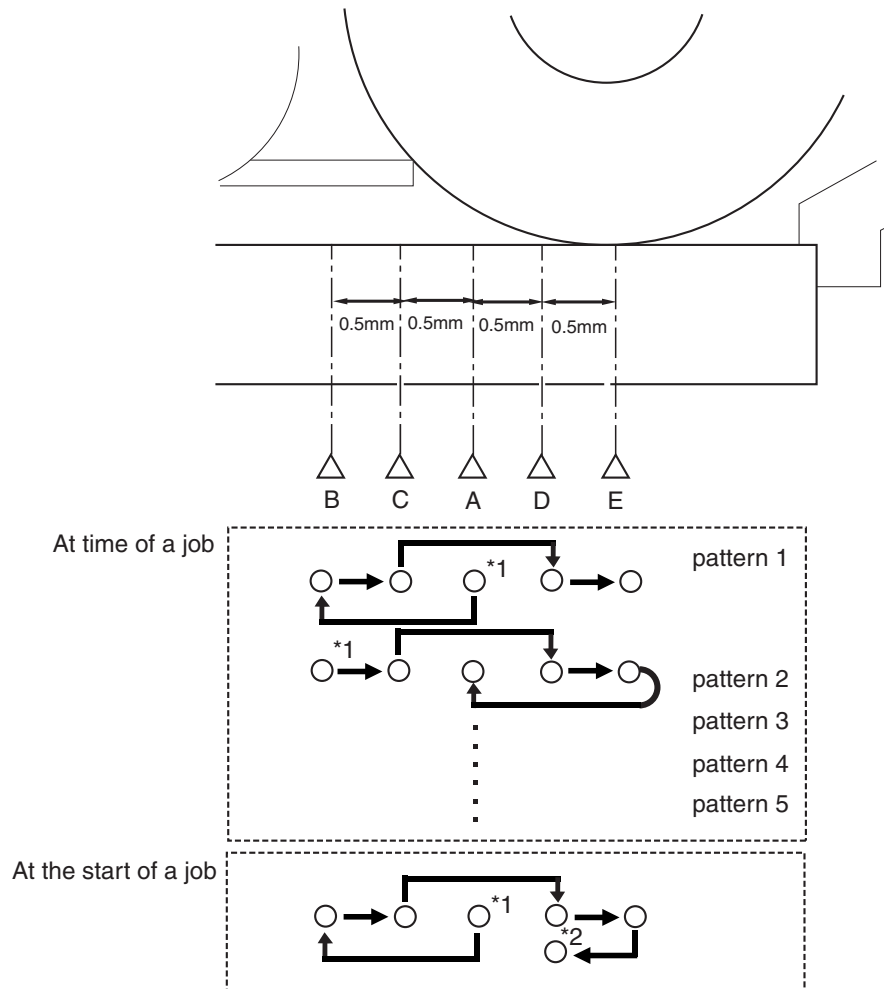 0.5mm 0.5mm 0.5mm 0.5mm
B C A D E
At time of a job
*1
pattern 1
*1
pattern 2
pattern 3
pattern 4
pattern 5
At the start of a job
*1
*2